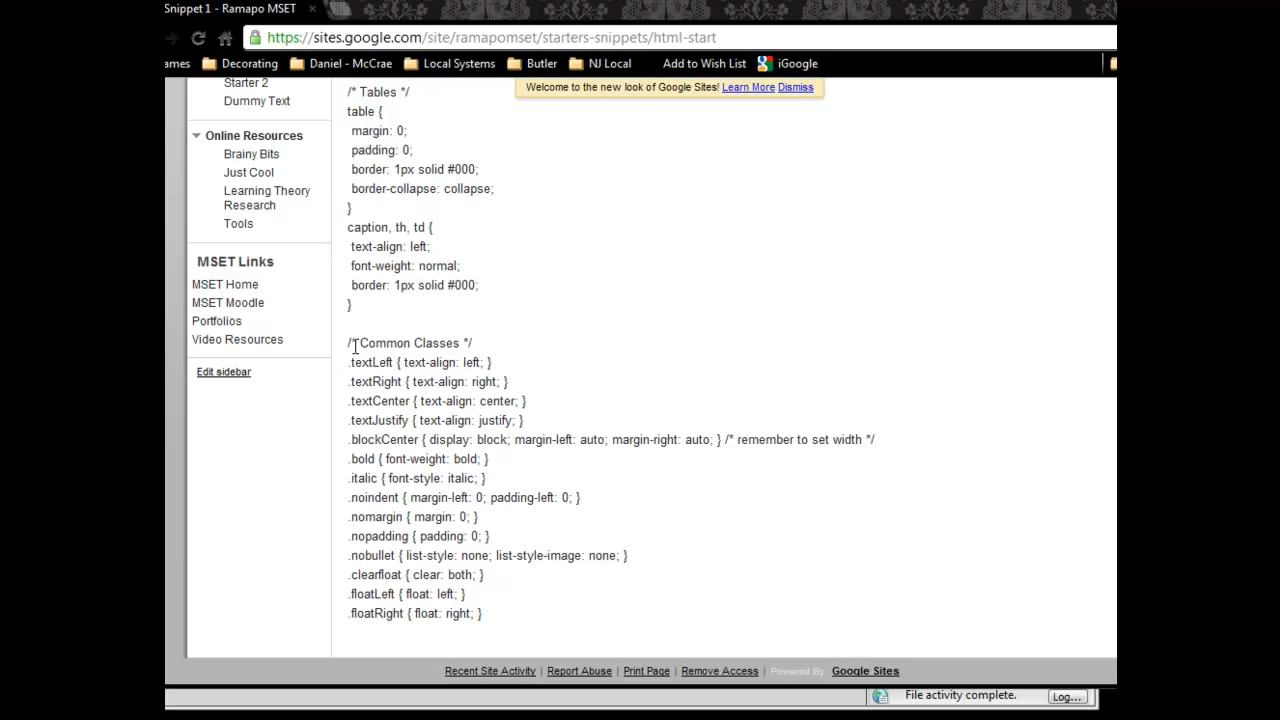 Snippet 1 - Ramapo MSET ×
https://sites.google.com/site/ramapomset/starters-snippets/html-start
ames Decorating Daniel - McCrae Local Systems Butler NJ Local Add to Wish List iGoogle
Welcome to the new look of Google Sites! Learn More Dismiss
Starter 2
Dummy Text
Online Resources
Brainy Bits
Just Cool
Learning Theory
Research
Tools
MSET Links
MSET Home
MSET Moodle
Portfolios
Video Resources
Edit sidebar
/* Tables */
table {
margin: 0;
padding: 0;
border: 1px solid #000;
border-collapse: collapse;
}
caption, th, td {
text-align: left;
font-weight: normal;
border: 1px solid #000;
}
/* Common Classes */
.textLeft { text-align: left; }
.textRight { text-align: right; }
.textCenter { text-align: center; }
.textJustify { text-align: justify; }
.blockCenter { display: block; margin-left: auto; margin-right: auto; } /* remember to set width */
.bold { font-weight: bold; }
.italic { font-style: italic; }
.noindent { margin-left: 0; padding-left: 0; }
.nomargin { margin: 0; }
.nopadding { padding: 0; }
.nobullet { list-style: none; list-style-image: none; }
.clearfloat { clear: both; }
.floatLeft { float: left; }
.floatRight { float: right; }
Recent Site Activity | Report Abuse | Print Page | Remove Access | Powered By Google Sites
File activity complete. Log...